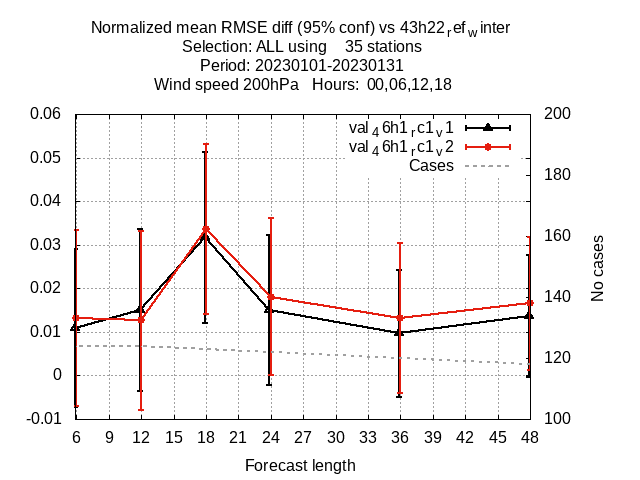 Normalized mean RMSE diff (95% conf) vs 43h22refwinter
Selection: ALL using 35 stations
Period: 20230101-20230131
Wind speed 200hPa Hours: 00,06,12,18
val46h1rc1v1
val46h1rc1v2
Cases
0.06
0.05
0.04
0.03
0.02
0.01
0
-0.01
200
180
160
140
120
100
No cases
6 9 12 15 18 21 24 27 30 33 36 39 42 45 48
Forecast length